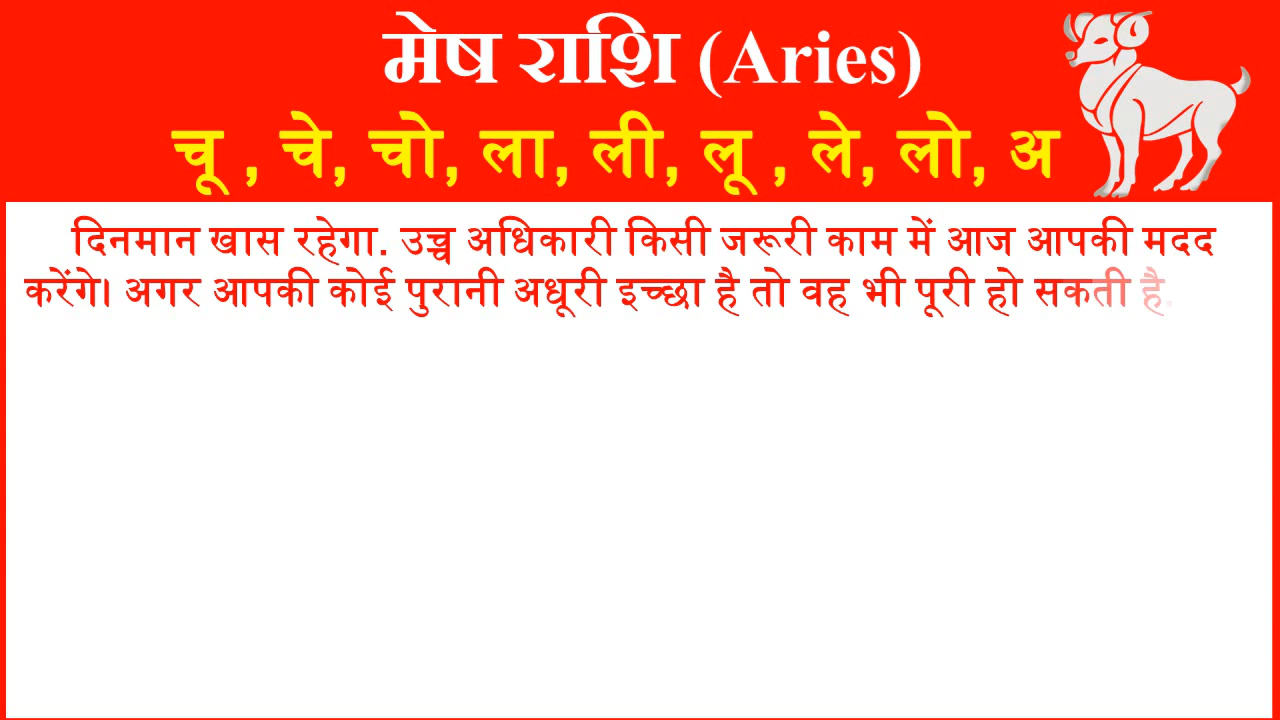 मेष राशि (Aries)
चू , चे, चो, ला, ली, लू , ले, लो, अ
दिनमान खास रहेगा. उच्च अधिकारी किसी जरूरी काम में आज आपकी मदद
करेंगे। अगर आपकी कोई पुरानी अधूरी इच्छा है तो वह भी पूरी हो सकती है.